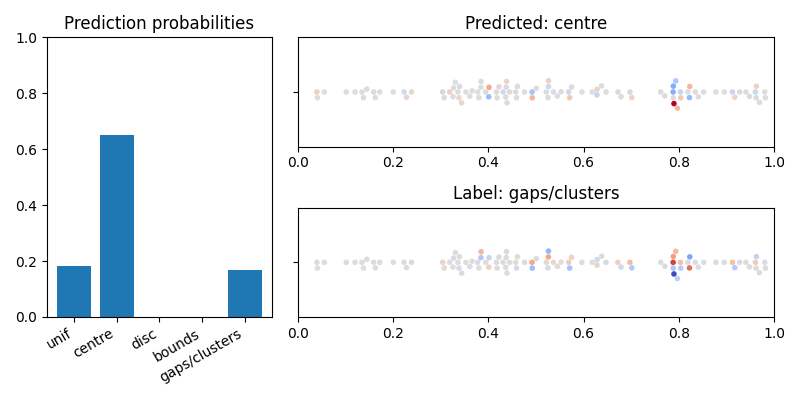 Prediction probabilities
1.0
0.8
0.6
0.4
0.2
0.0
unif
centre
disc
bounds
gaps/clusters
Predicted: centre
0.0 0.2 0.4 0.6 0.8 1.0
Label: gaps/clusters
0.0 0.2 0.4 0.6 0.8 1.0